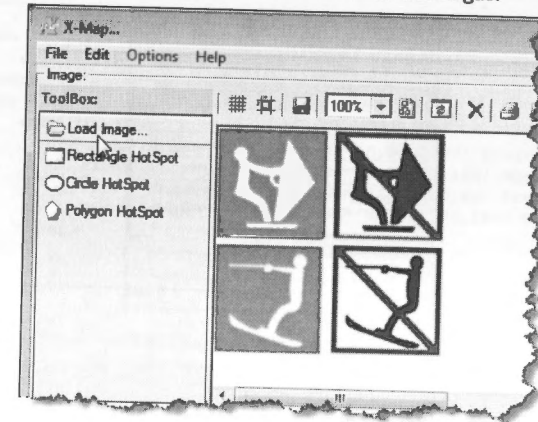 X-Map...
File Edit Options Help
Image:
ToolBox:
100%
Load Image...
Rectangle HotSpot
Circle HotSpot
Polygon HotSpot